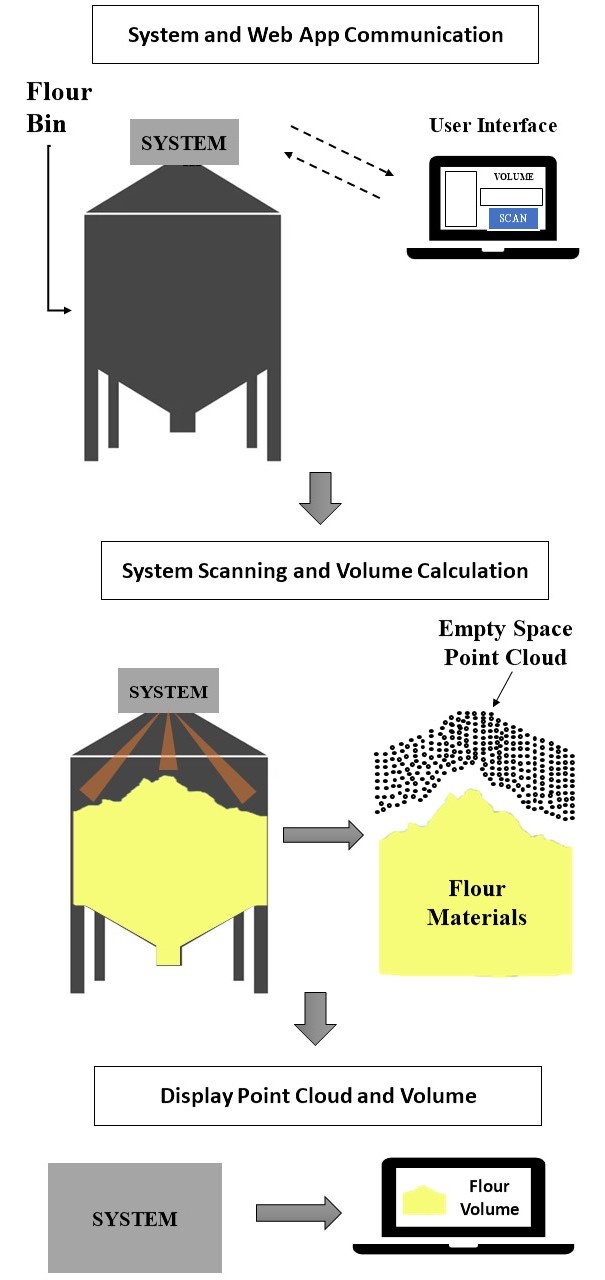 System and Web App Communication
Flour
Bin
SYSTEM
User Interface
VOLUME
SCAN
System Scanning and Volume Calculation
Empty Space
Point Cloud
SYSTEM
Flour
Materials
Display Point Cloud and Volume
SYSTEM
Flour
Volume